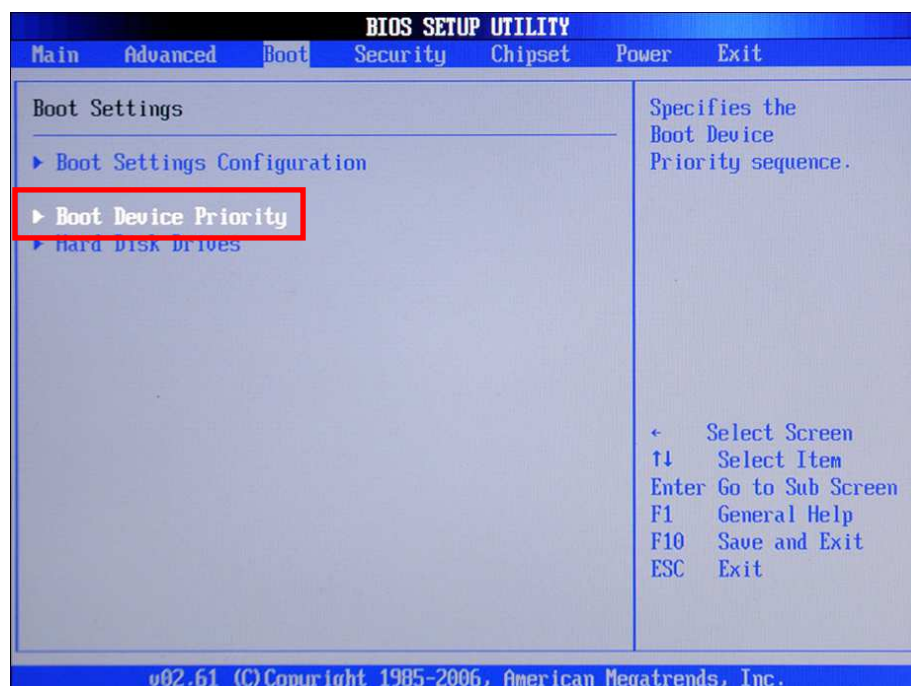 BIOS SETUP UTILITY
Main Advanced Boot Security Chipset Power Exit
Boot Settings
▶ Boot Settings Configuration
▶ Boot Device Priority
▶ Hard Disk Drives
Specifies the
Boot Device
Priority sequence.
← Select Screen
↑↓ Select Item
Enter Go to Sub Screen
F1 General Help
F10 Save and Exit
ESC Exit
v02.61 (C)Copyright 1985-2006, American Megatrends, Inc.